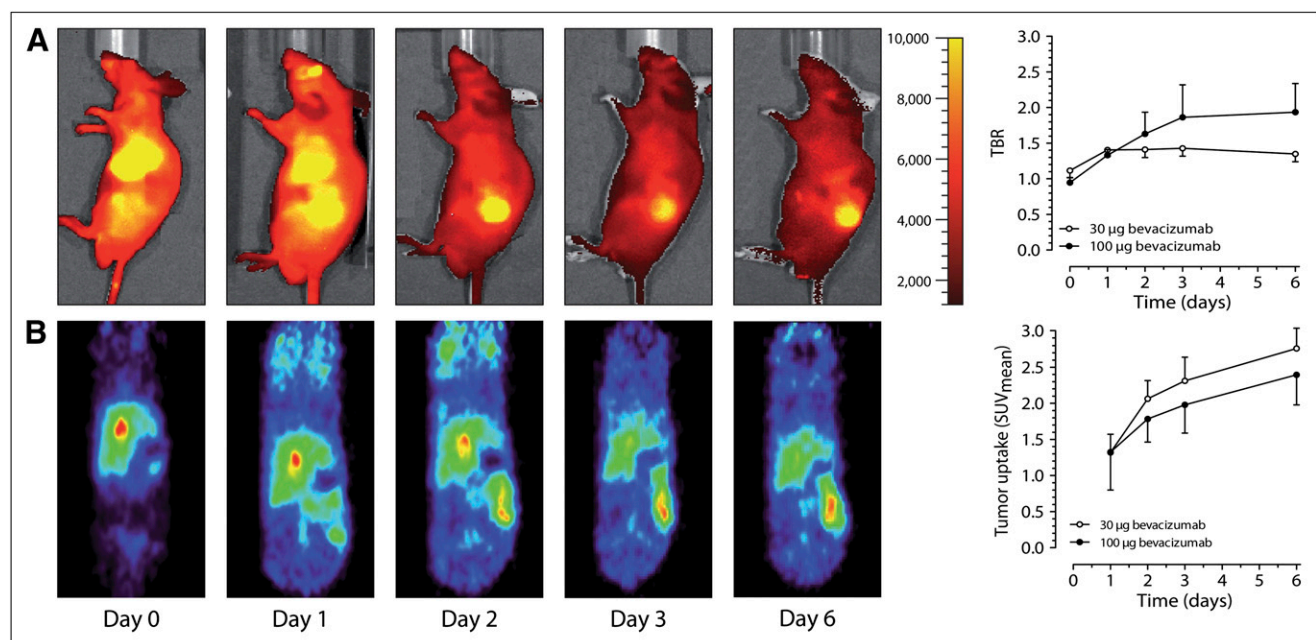 A
10,000
8,000
6,000
4,000
2,000
TBR
3.0
2.5
2.0
1.5
1.0
0.5
0.0
30 µg bevacizumab
100 µg bevacizumab
0 1 2 3 4 5 6
Time (days)
B
Day 0 Day 1 Day 2 Day 3 Day 6
Tumor uptake (SUVmean)
3.0
2.5
2.0
1.5
1.0
0.5
0.0
30 µg bevacizumab
100 µg bevacizumab
0 1 2 3 4 5 6
Time (days)